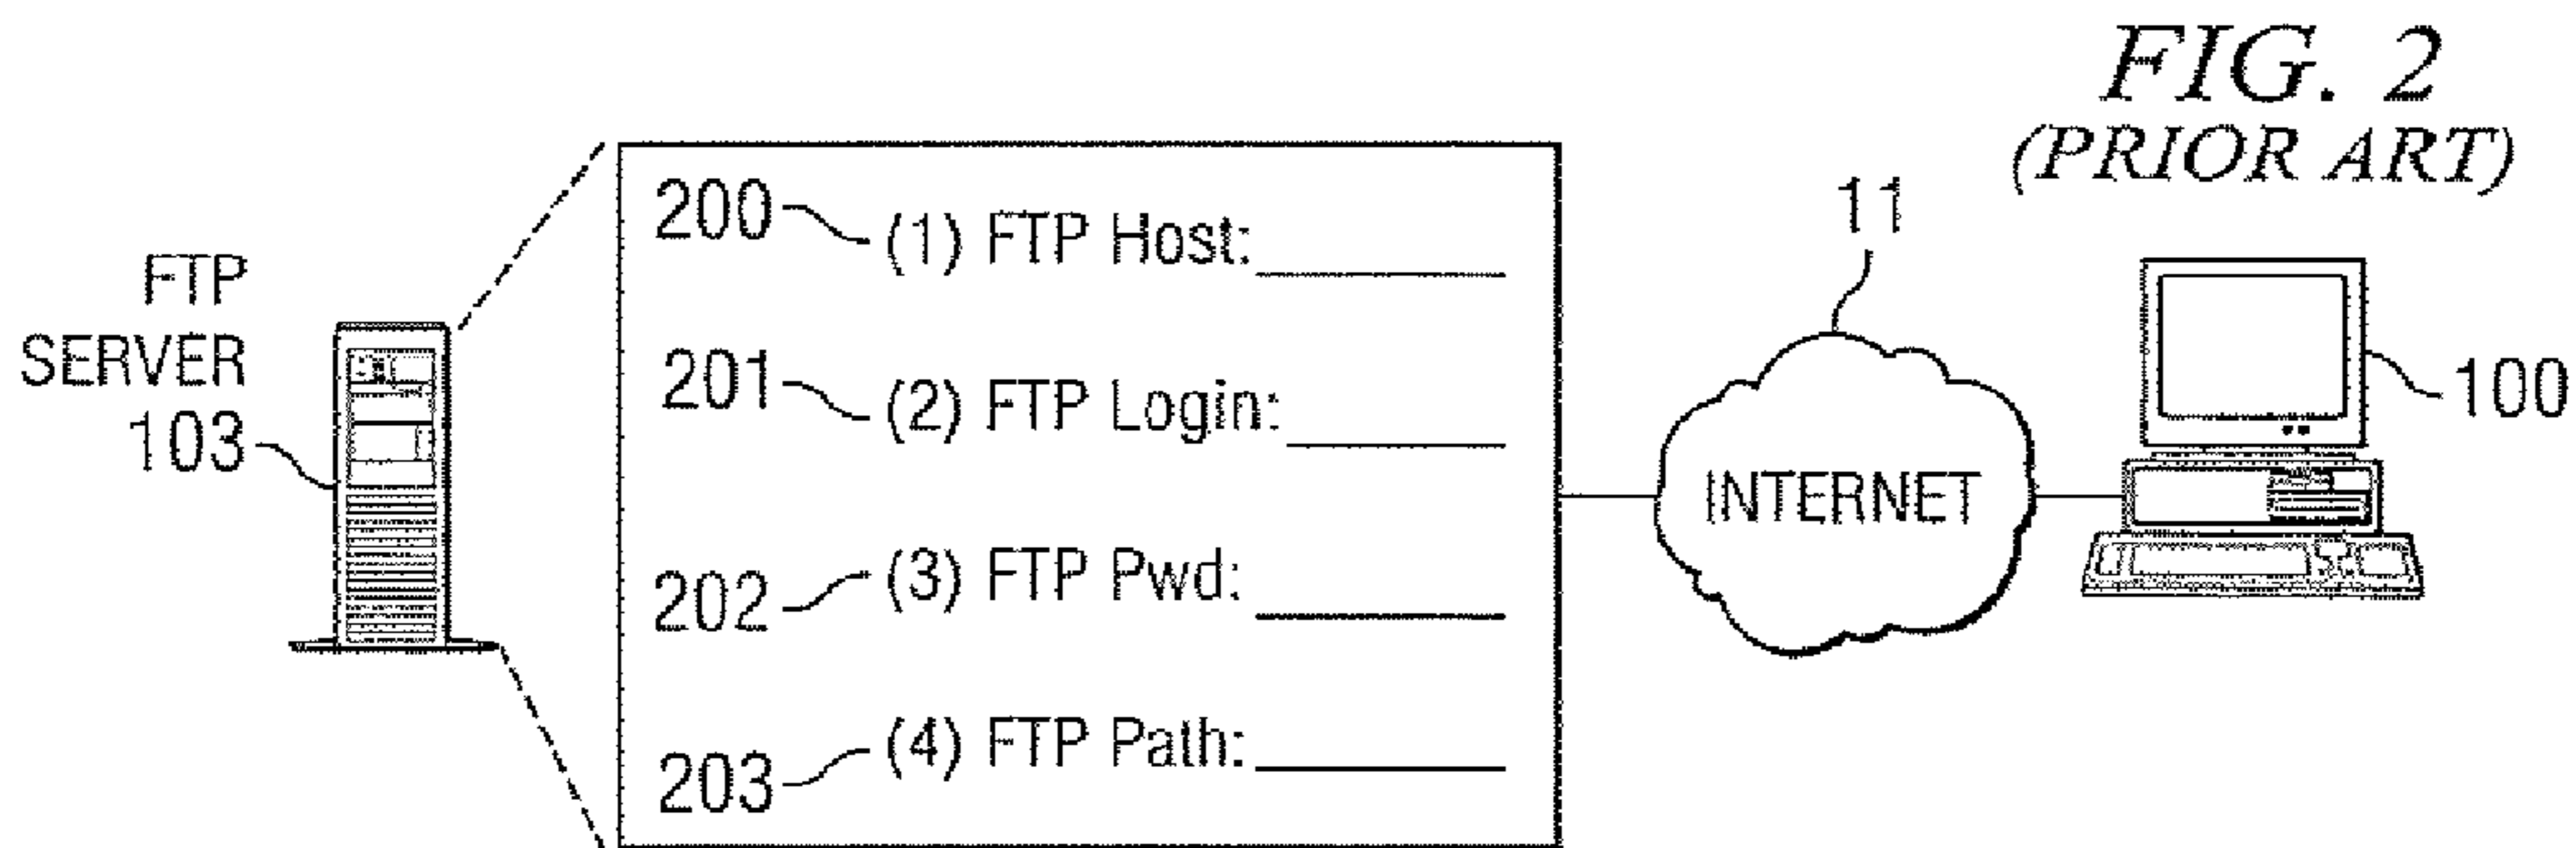 FIG. 2
(PRIOR ART)
FTP
SERVER
103
200
(1) FTP Host:
201
(2) FTP Login:
202
(3) FTP Pwd:
203
(4) FTP Path:
11
INTERNET
100